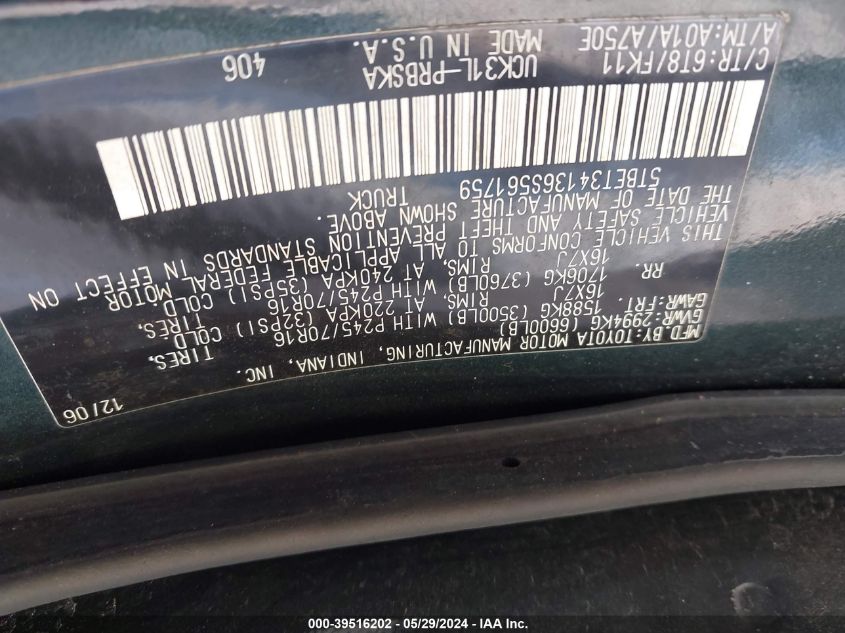 MFD BY: TOYOTA MOTOR MANUFACTURING, INDIANA, INC. 12/06
GVWR: 2994KG (6600LB)
GAWR: FRT. 1588KG (3500LB) WITH P245/70R16 TIRES,
16X7J RIMS, AT 220KPA (32PSI) COLD
RR. 1706KG (3760LB) WITH P245/70R16 TIRES,
16X7J RIMS, AT 240KPA (35PSI) COLD
THIS VEHICLE CONFORMS TO ALL APPLICABLE FEDERAL MOTOR
VEHICLE SAFETY AND THEFT PREVENTION STANDARDS IN EFFECT ON
THE DATE OF MANUFACTURE SHOWN ABOVE.
5TBET34136S561759 TRUCK
C/TR:6T8/FK11 UCK31L-PRBSKA 406
A/TM:A01A/A750E MADE IN U.S.A.
000-39516202 - 05/29/2024 - IAA Inc.